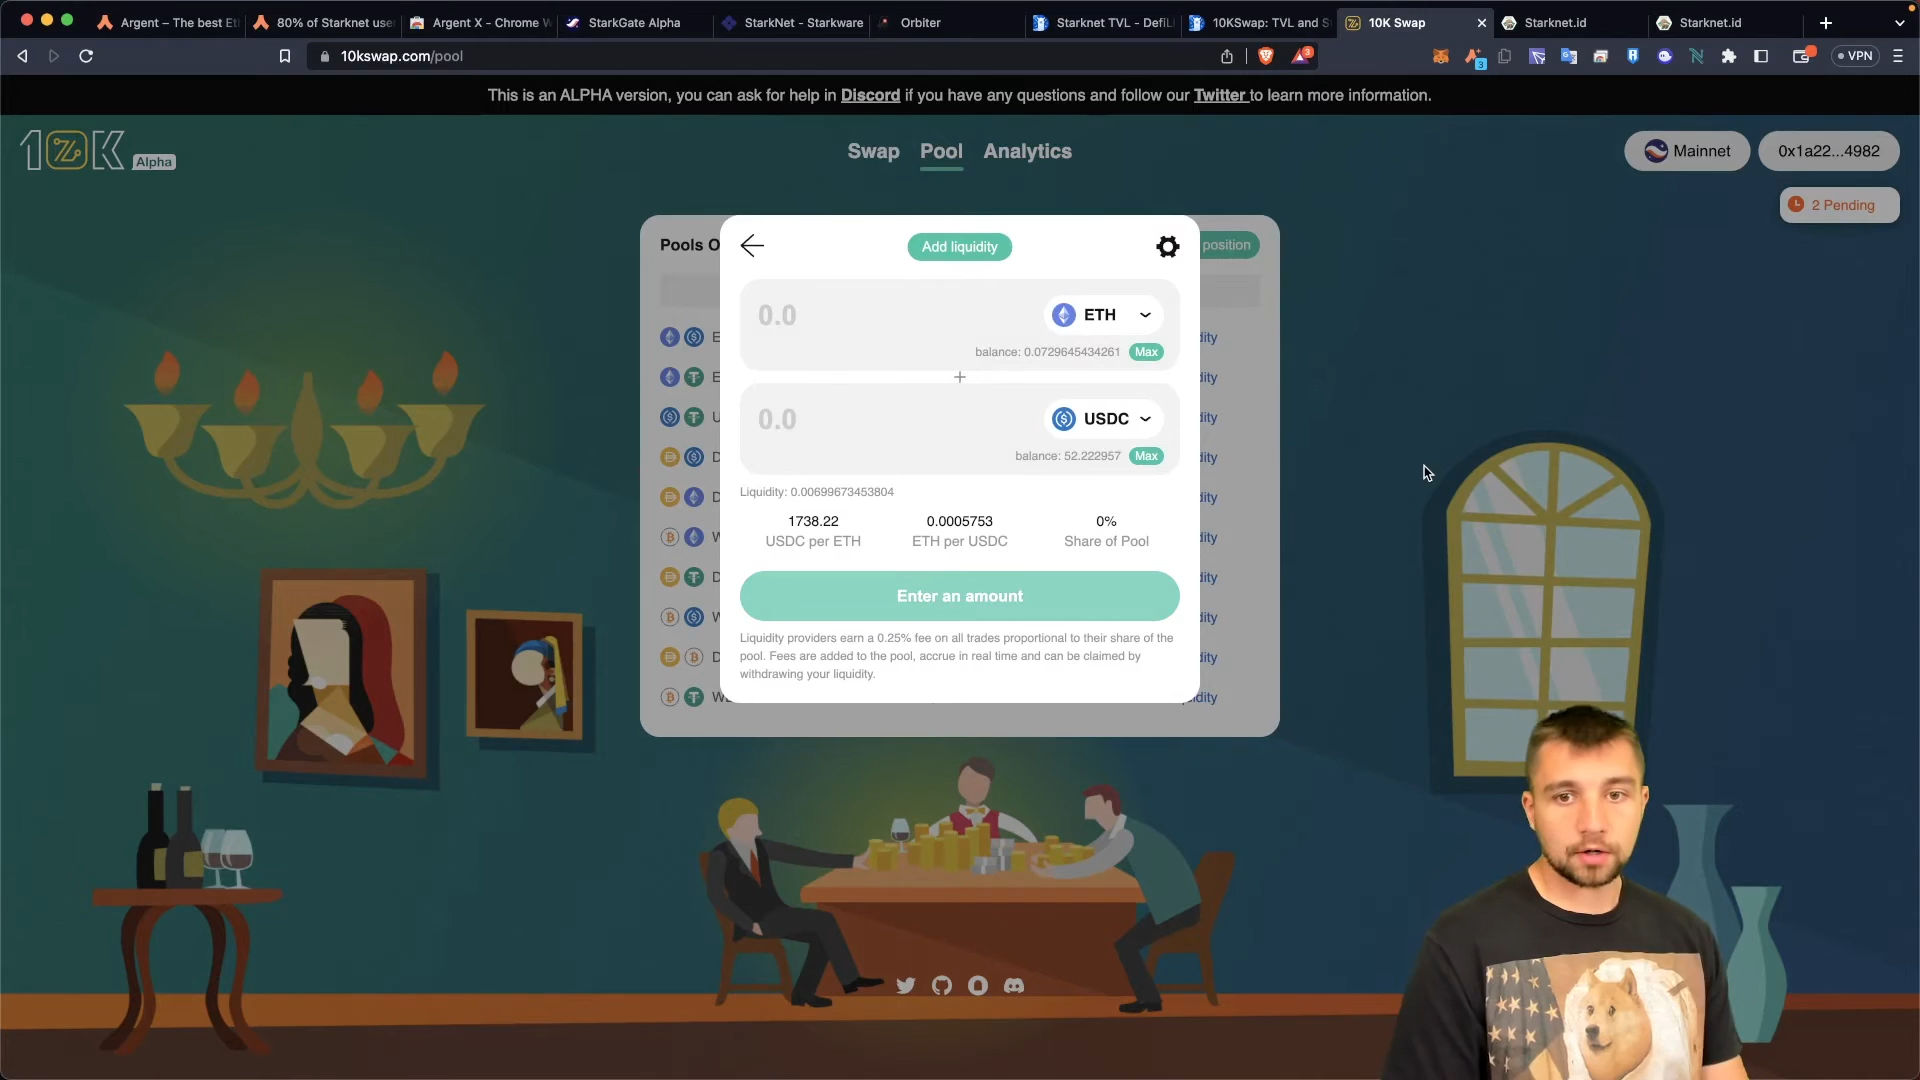 Argent – The best Et
80% of Starknet user
Argent X - Chrome W
StarkGate Alpha
StarkNet - Starkware
Orbiter
Starknet TVL - DefiLl
10KSwap: TVL and S
10K Swap
Starknet.id
Starknet.id
10kswap.com/pool
3
3
VPN
This is an ALPHA version, you can ask for help in Discord if you have any questions and follow our Twitter to learn more information.
10K
Alpha
Swap
Pool
Analytics
Mainnet
0x1a22...4982
2 Pending
Pools O
Add liquidity
position
0.0
ETH
balance: 0.0729645434261
Max
+
0.0
USDC
balance: 52.222957
Max
Liquidity: 0.00699673453804
1738.22
0.0005753
0%
USDC per ETH
ETH per USDC
Share of Pool
Enter an amount
Liquidity providers earn a 0.25% fee on all trades proportional to their share of the
pool. Fees are added to the pool, accrue in real time and can be claimed by
withdrawing your liquidity.